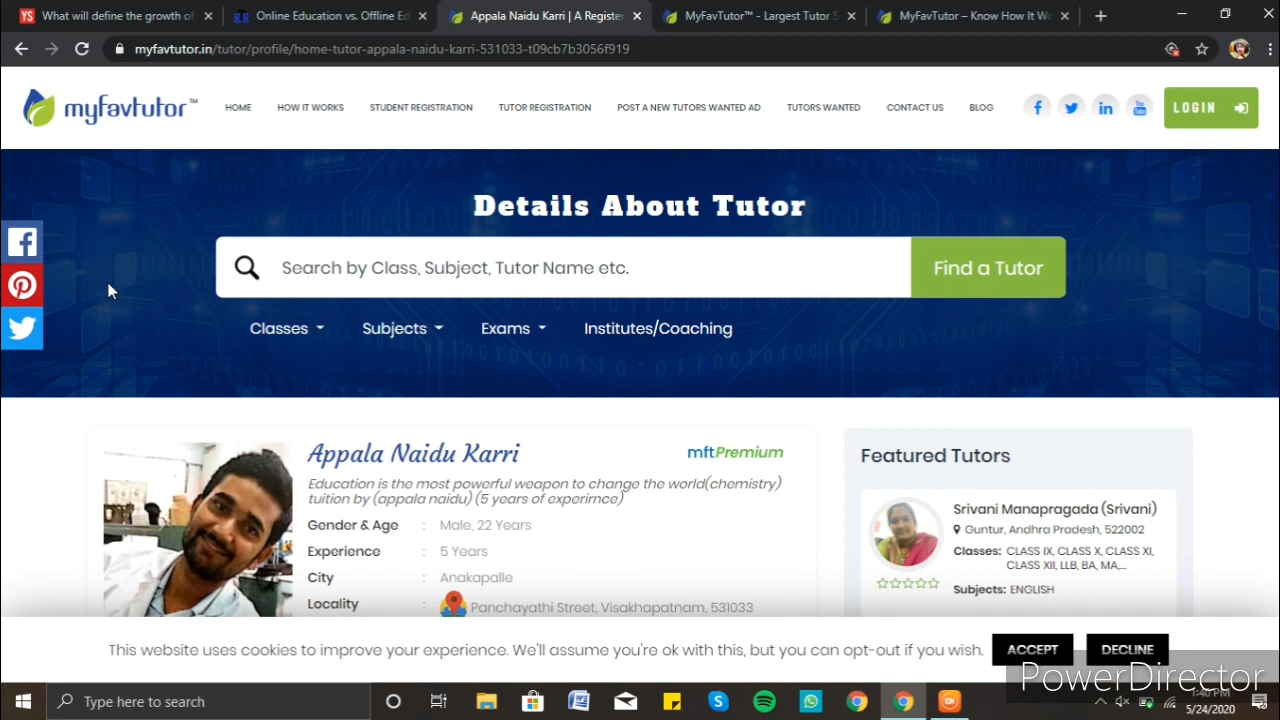 YS What will define the growth of
Online Education vs. Offline Ed
Appala Naidu Karri | A Register
MyFavTutor™ - Largest Tutor S
MyFavTutor – Know How It Wo
myfavtutor.in/tutor/profile/home-tutor-appala-naidu-karri-531033-t09cb7b3056f919
myfavtutor™
HOME
HOW IT WORKS
STUDENT REGISTRATION
TUTOR REGISTRATION
POST A NEW TUTORS WANTED AD
TUTORS WANTED
CONTACT US
BLOG
LOGIN
Details About Tutor
Search by Class, Subject, Tutor Name etc.
Find a Tutor
Classes
Subjects
Exams
Institutes/Coaching
Appala Naidu Karri
mftPremium
Education is the most powerful weapon to change the world(chemistry)
tuition by (appala naidu) (5 years of experirnce)
Gender & Age : Male, 22 Years
Experience : 5 Years
City : Anakapalle
Locality : Panchayathi Street, Visakhapatnam, 531033
Featured Tutors
Srivani Manapragada (Srivani)
Guntur, Andhra Pradesh, 522002
Classes: CLASS IX, CLASS X, CLASS XI,
CLASS XII, LLB, BA, MA,...
Subjects: ENGLISH
This website uses cookies to improve your experience. We'll assume you're ok with this, but you can opt-out if you wish.
ACCEPT
DECLINE
PowerDirector
Type here to search
1:40 PM
5/24/2020